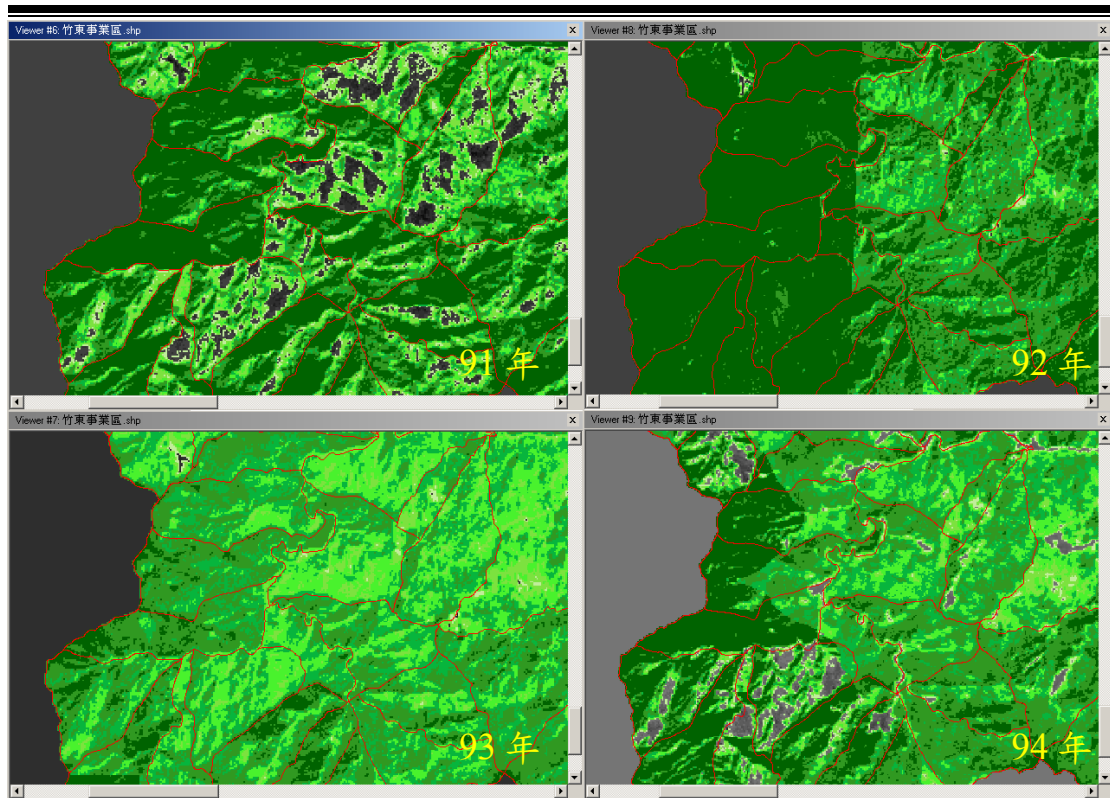 Viewer #6: 竹東事業區.shp
91 年
Viewer #8: 竹東事業區.shp
92 年
Viewer #7: 竹東事業區.shp
93 年
Viewer #9: 竹東事業區.shp
94 年